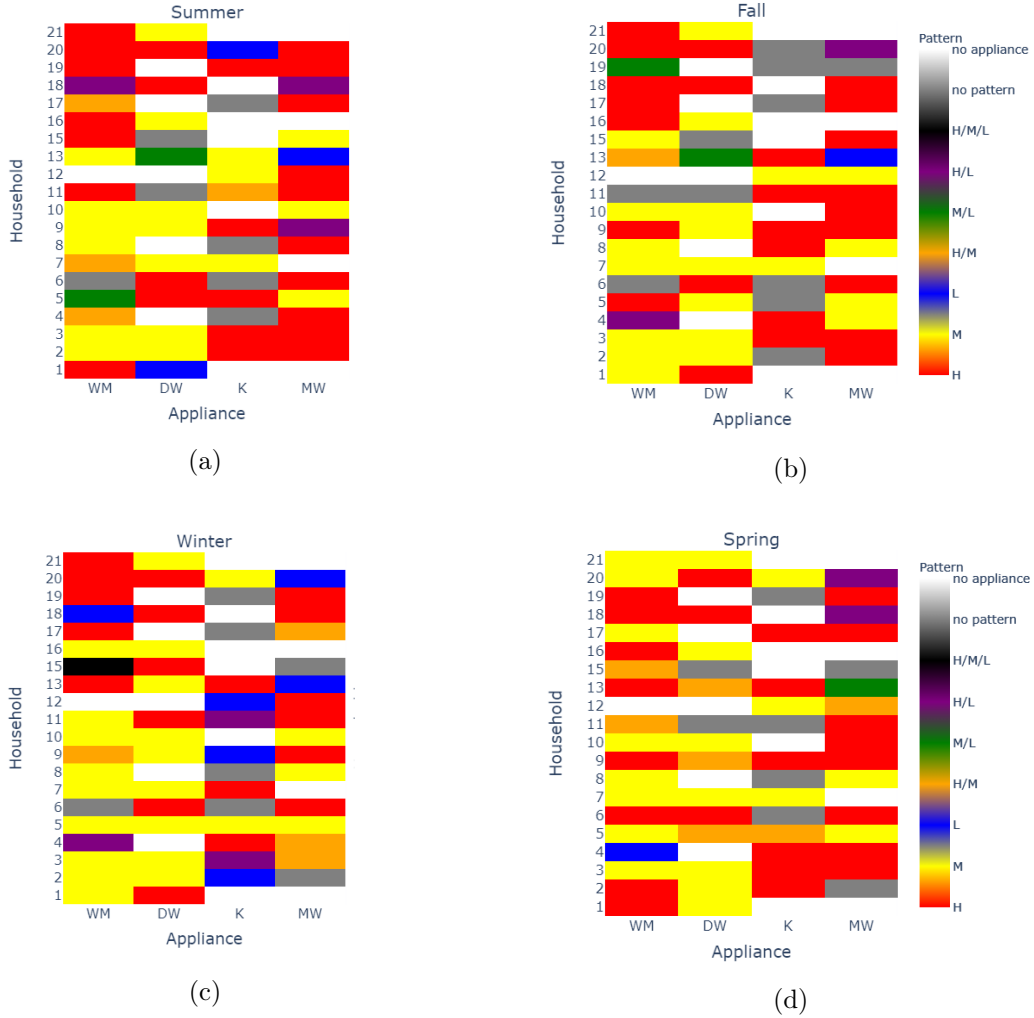 Summer
21
20
19
18
17
16
15
13
12
11
10
9
8
7
6
5
4
3
2
1
Household
WM DW K MW
Appliance
(a)
Fall
21
20
19
18
17
16
15
13
12
11
10
9
8
7
6
5
4
3
2
1
Household
WM DW K MW
Appliance
Pattern
no appliance
no pattern
H/M/L
H/L
M/L
H/M
L
M
H
(b)
Winter
21
20
19
18
17
16
15
13
12
11
10
9
8
7
6
5
4
3
2
1
Household
WM DW K MW
Appliance
(c)
Spring
21
20
19
18
17
16
15
13
12
11
10
9
8
7
6
5
4
3
2
1
Household
WM DW K MW
Appliance
Pattern
no appliance
no pattern
H/M/L
H/L
M/L
H/M
L
M
H
(d)